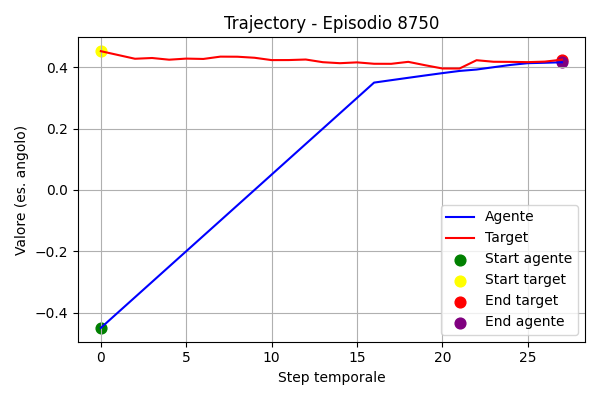 Trajectory - Episodio 8750
Valore (es. angolo)
0.4
0.2
0.0
−0.2
−0.4
0
5
10
15
20
25
Step temporale
Agente
Target
Start agente
Start target
End target
End agente